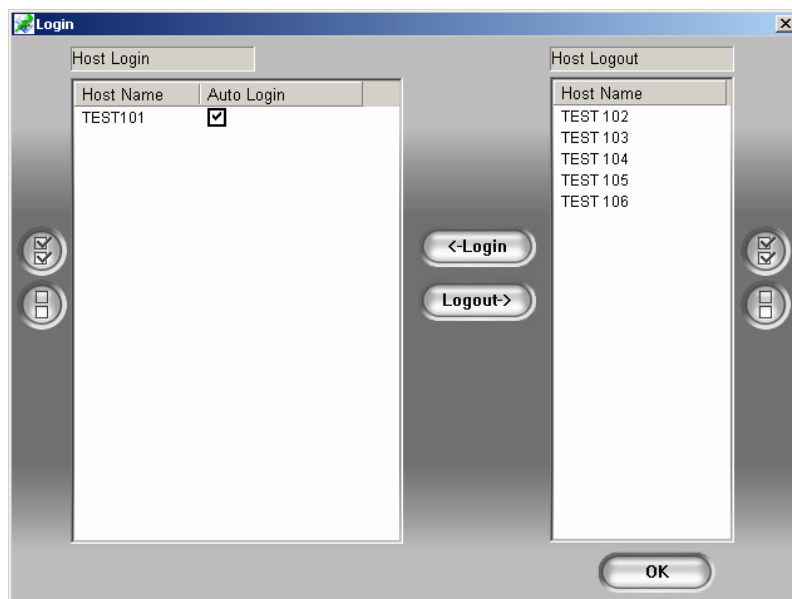 Login
Host Login
Host Name Auto Login
TEST101
<-Login
Logout->
Host Logout
Host Name
TEST 102
TEST 103
TEST 104
TEST 105
TEST 106
OK